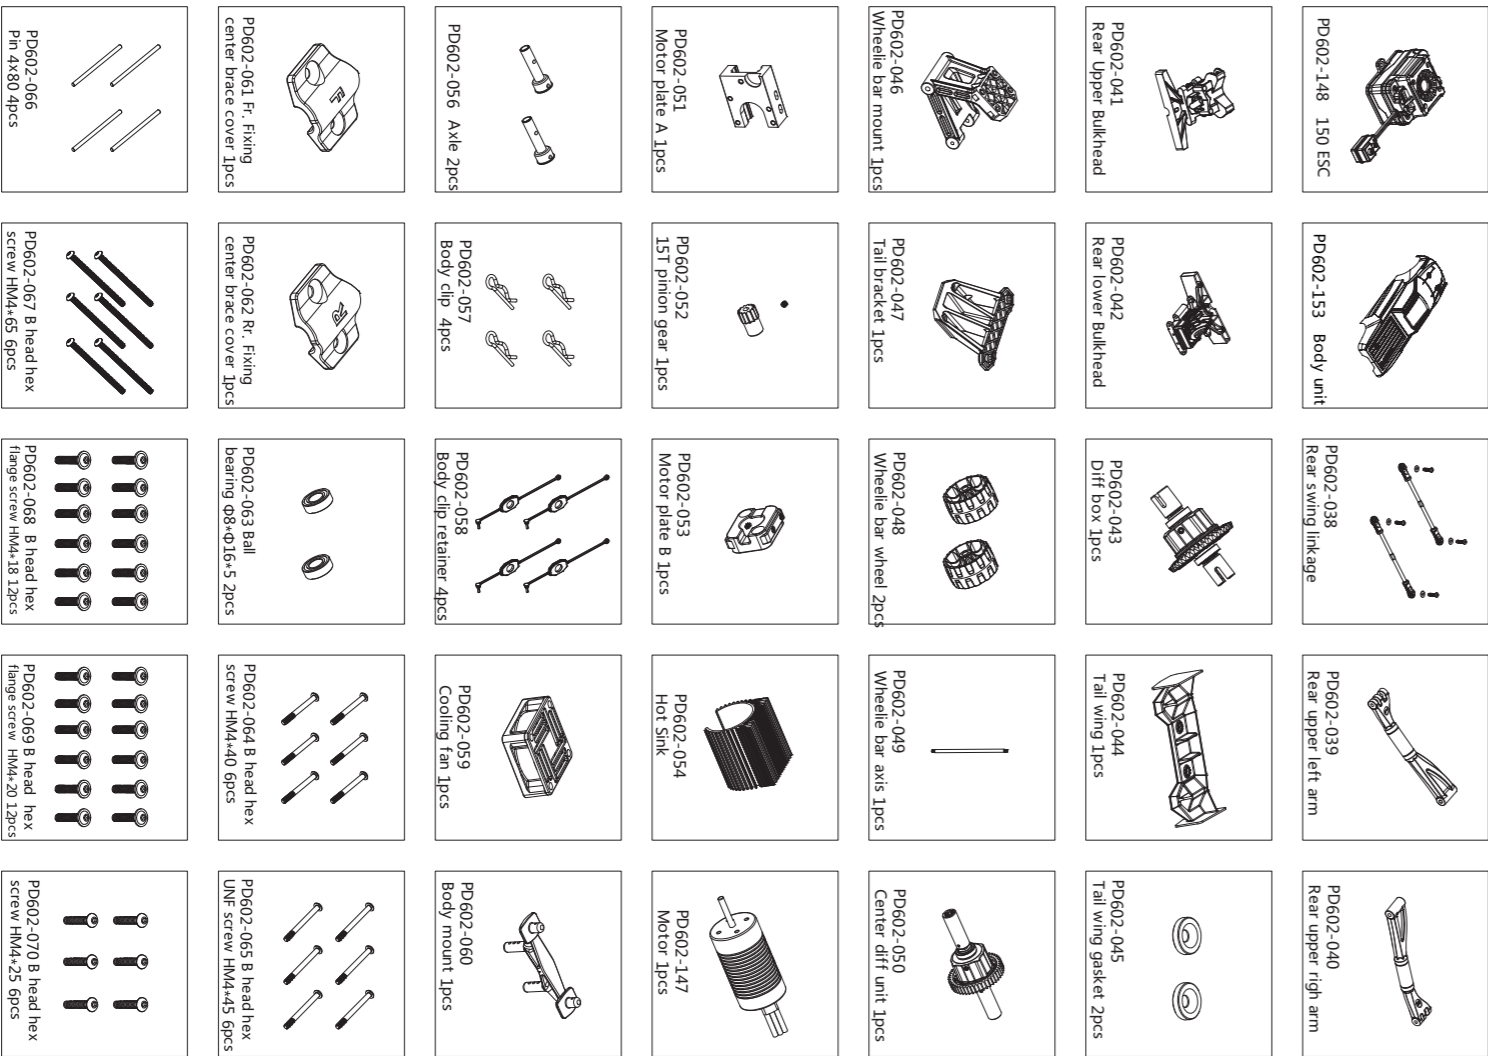 PD602-148 150 ESC
PD602-153 Body unit
PD602-038
Rear swing linkage
PD602-039
Rear upper left arm
PD602-040
Rear upper righ arm
PD602-041
Rear Upper Bulkhead
PD602-042
Rear lower Bulkhead
PD602-043
Diff box 1pcs
PD602-044
Tail wing 1pcs
PD602-045
Tail wing gasket 2pcs
PD602-046
Wheelie bar mount 1pcs
PD602-047
Tail bracket 1pcs
PD602-048
Wheelie bar wheel 2pcs
PD602-049
Wheelie bar axis 1pcs
PD602-050
Center diff unit 1pcs
PD602-051
Motor plate A 1pcs
PD602-052
15T pinion gear 1pcs
PD602-053
Motor plate B 1pcs
PD602-054
Hot Sink
PD602-147
Motor 1pcs
PD602-056 Axle 2pcs
PD602-057
Body clip 4pcs
PD602-058
Body clip retainer 4pcs
PD602-059
Cooling fan 1pcs
PD602-060
Body mount 1pcs
F
PD602-061 Fr, Fixing
center brace cover 1pcs
R
PD602-062 Rr. Fixing
center brace cover 1pcs
PD602-063 Ball
bearing Φ8*Φ16*5 2pcs
PD602-064 B head hex
screw HM4*40 6pcs
PD602-065 B head hex
UNF screw HM4*45 6pcs
PD602-066
Pin 4×80 4pcs
PD602-067 B head hex
screw HM4*65 6pcs
PD602-068 B head hex
flange screw HM4*18 12pcs
PD602-069 B head hex
flange screw HM4*20 12pcs
PD602-070 B head hex
screw HM4*25 6pcs